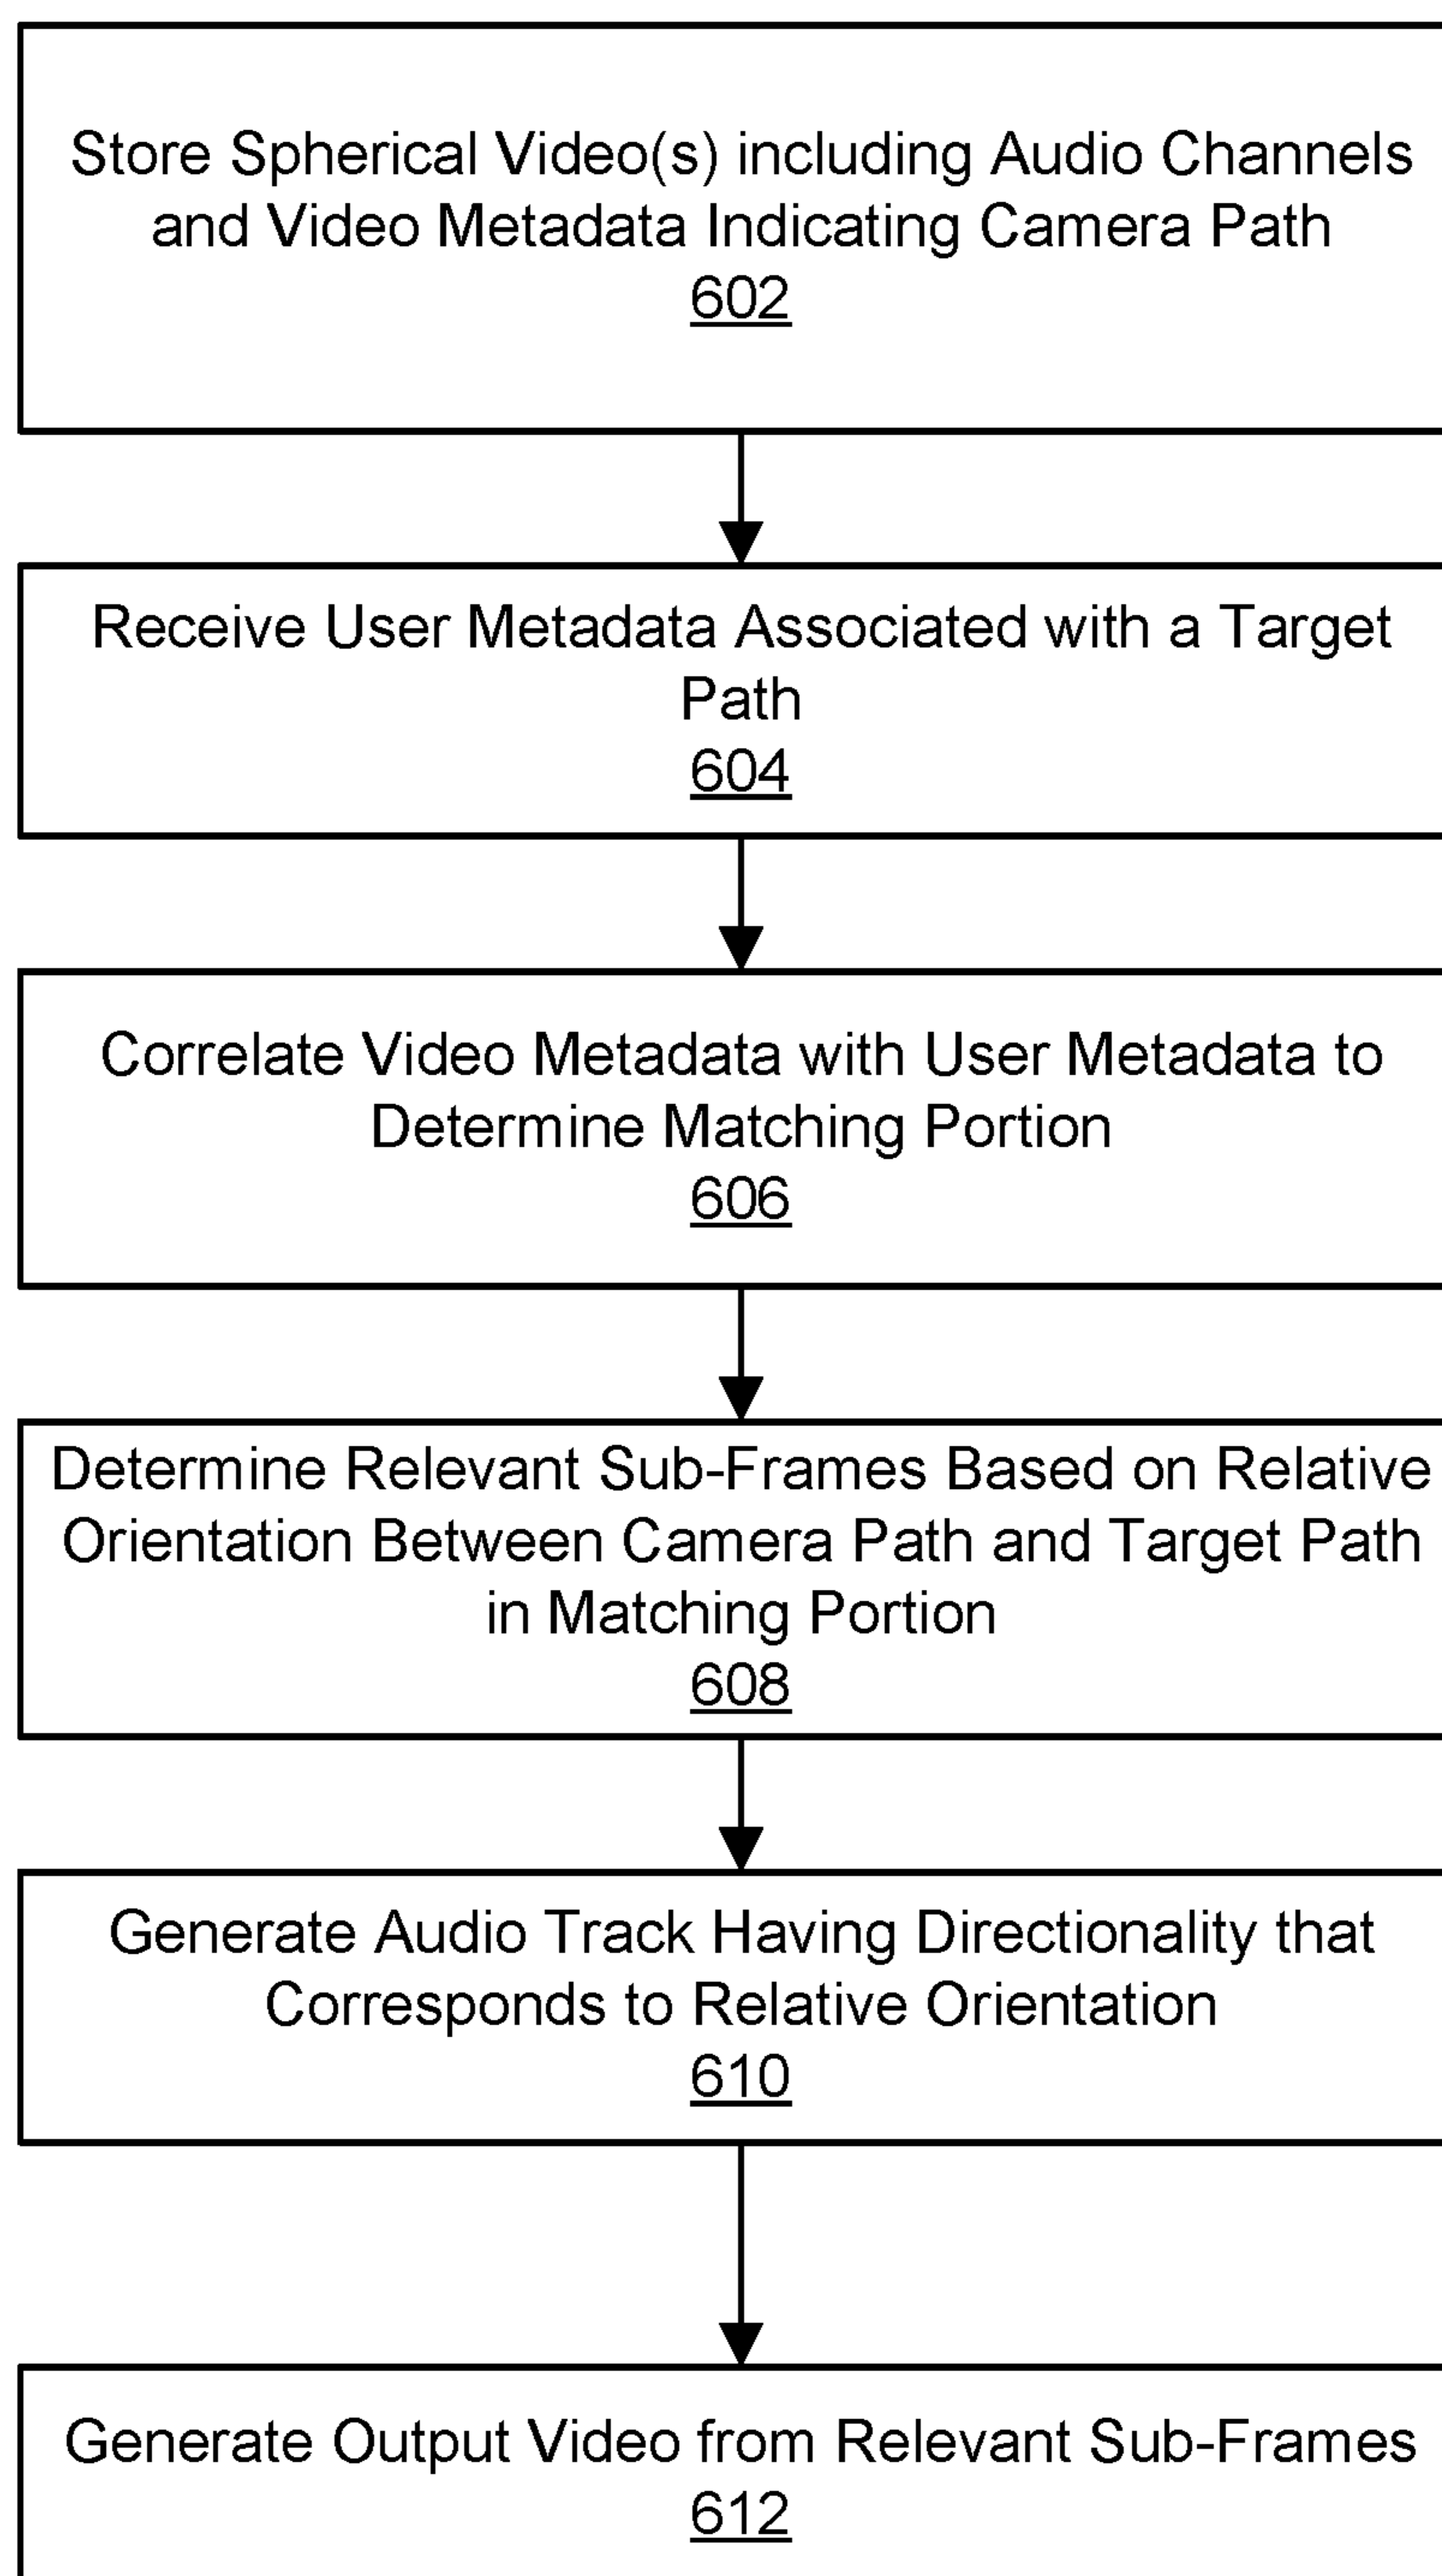 Store Spherical Video(s) including Audio Channels
and Video Metadata Indicating Camera Path
602
Receive User Metadata Associated with a Target
Path
604
Correlate Video Metadata with User Metadata to
Determine Matching Portion
606
Determine Relevant Sub-Frames Based on Relative
Orientation Between Camera Path and Target Path
in Matching Portion
608
Generate Audio Track Having Directionality that
Corresponds to Relative Orientation
610
Generate Output Video from Relevant Sub-Frames
612